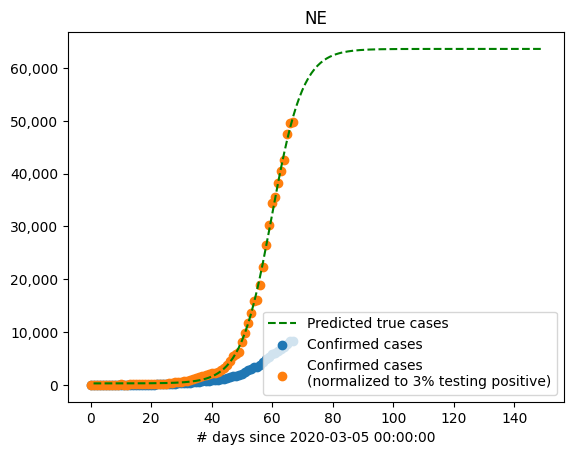 NE
60,000
50,000
40,000
30,000
20,000
10,000
0
Predicted true cases
Confirmed cases
Confirmed cases
(normalized to 3% testing positive)
0 20 40 60 80 100 120 140
# days since 2020-03-05 00:00:00